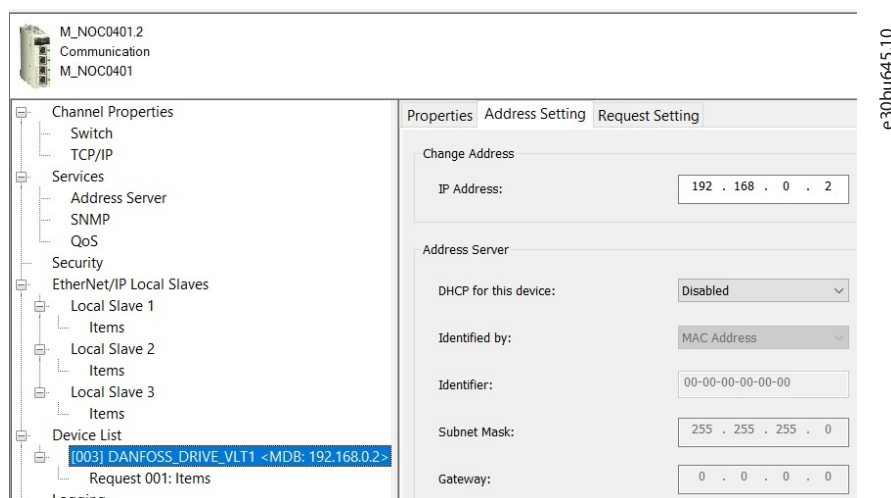 M_NOC0401.2
Communication
M_NOC0401
e30bu645.10
Channel Properties
Switch
TCP/IP
Services
Address Server
SNMP
QoS
Security
EtherNet/IP Local Slaves
Local Slave 1
Items
Local Slave 2
Items
Local Slave 3
Items
Device List
[003] DANFOSS_DRIVE_VLT1 <MDB: 192.168.0.2>
Request 001: Items
Logging
Properties Address Setting Request Setting
Change Address
IP Address: 192 . 168 . 0 . 2
Address Server
DHCP for this device: Disabled
Identified by: MAC Address
Identifier: 00-00-00-00-00-00
Subnet Mask: 255 . 255 . 255 . 0
Gateway: 0 . 0 . 0 . 0